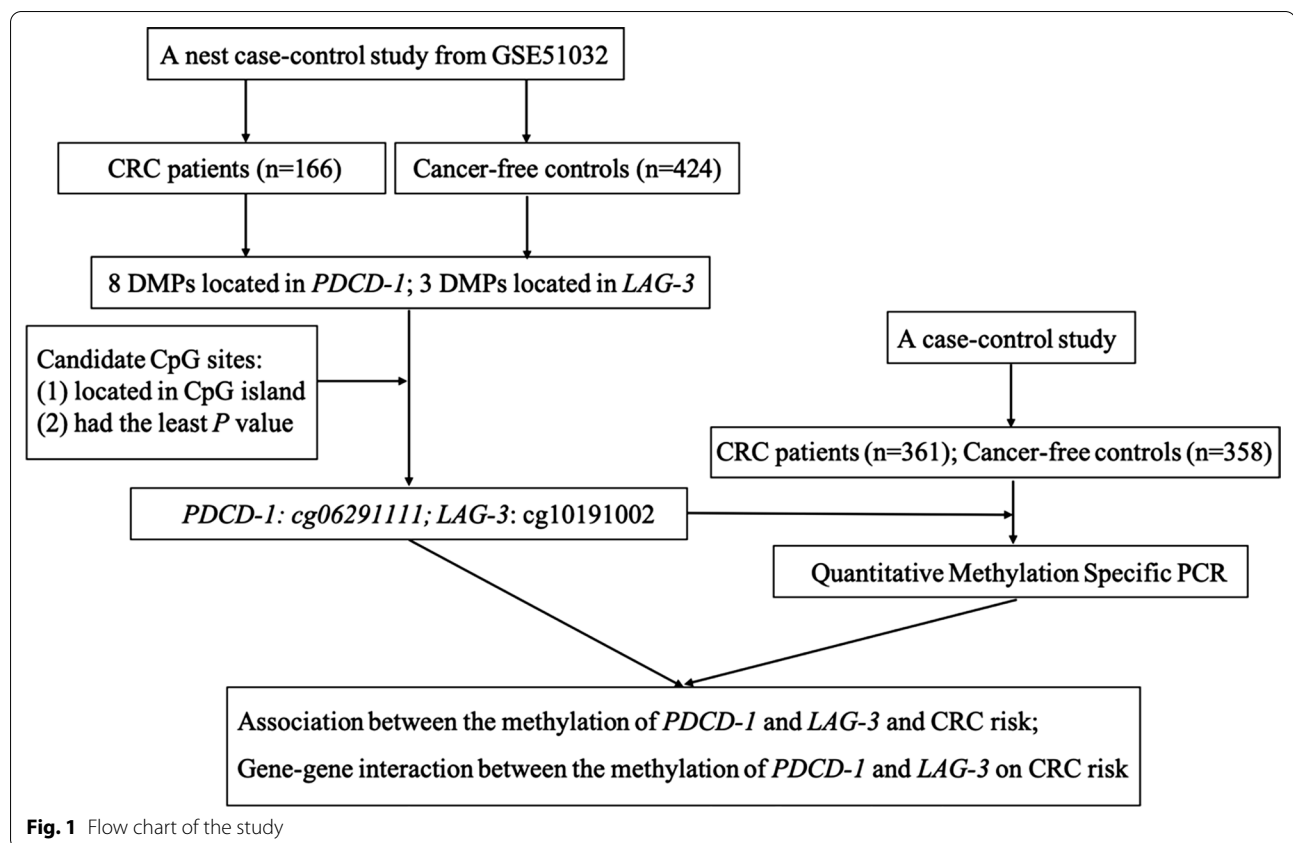 A nest case-control study from GSE51032
CRC patients (n=166)
Cancer-free controls (n=424)
8 DMPs located in PDCD-1; 3 DMPs located in LAG-3
Candidate CpG sites:
(1) located in CpG island
(2) had the least P value
A case-control study
CRC patients (n=361); Cancer-free controls (n=358)
PDCD-1: cg06291111; LAG-3: cg10191002
Quantitative Methylation Specific PCR
Association between the methylation of PDCD-1 and LAG-3 and CRC risk;
Gene-gene interaction between the methylation of PDCD-1 and LAG-3 on CRC risk
Fig. 1 Flow chart of the study